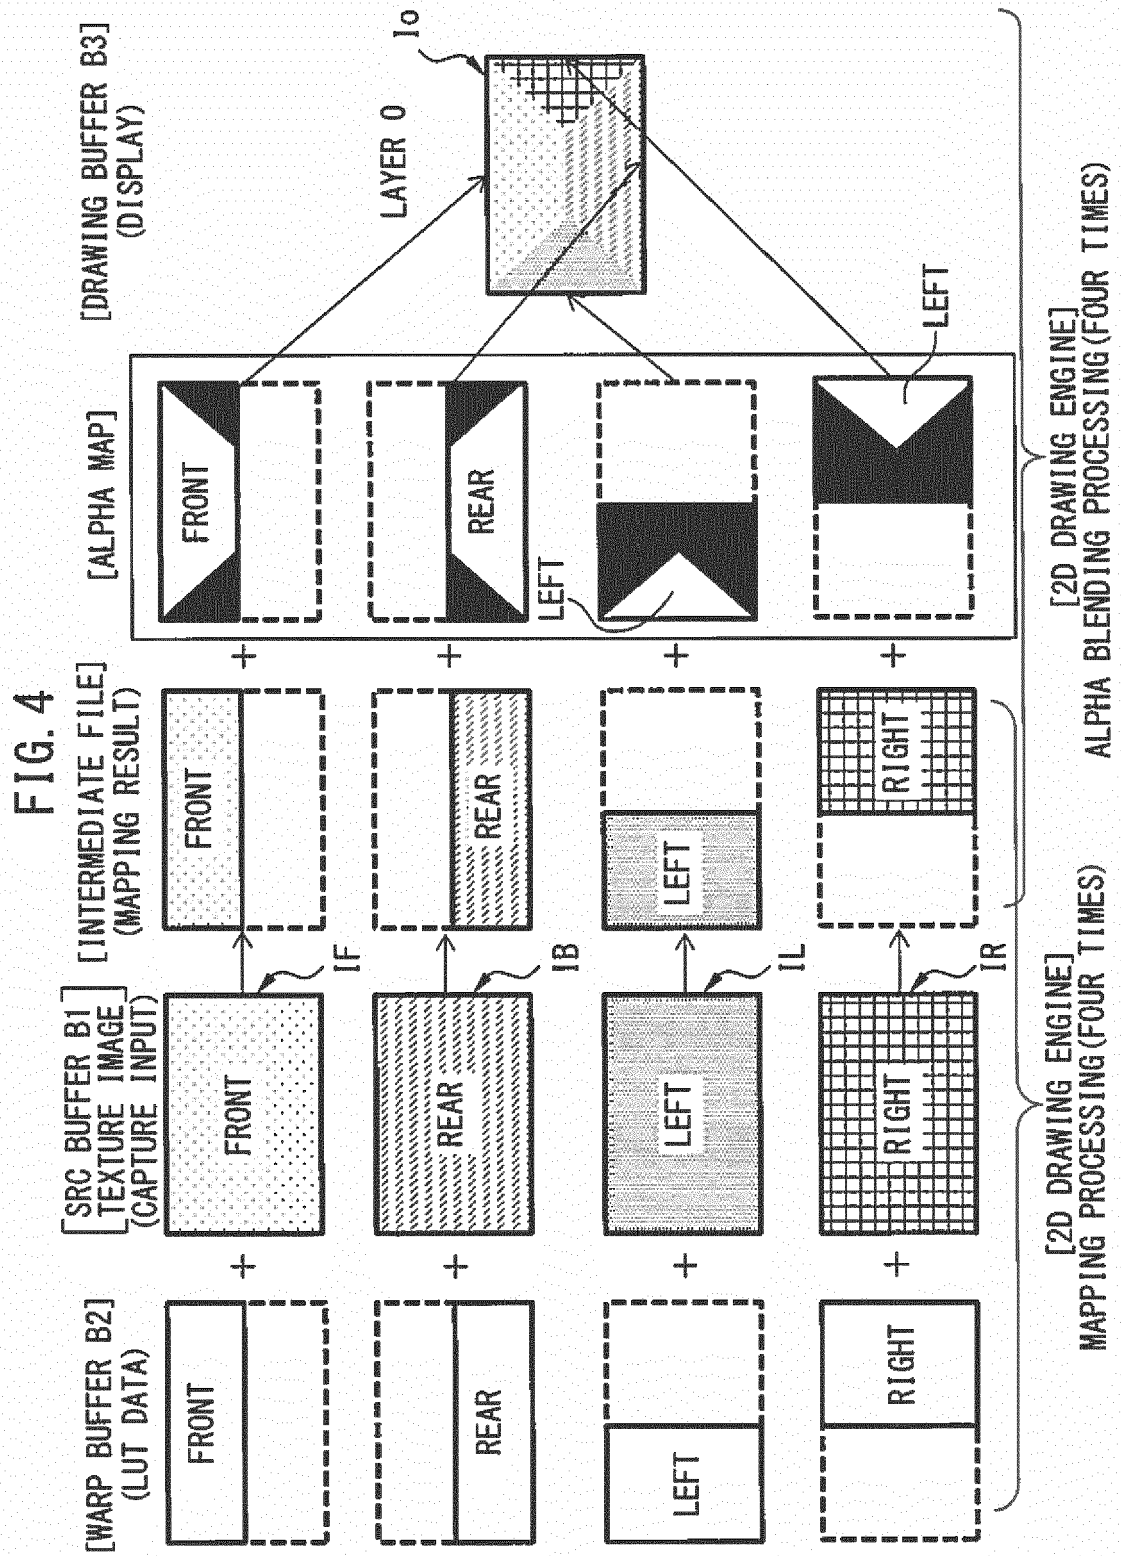 FIG. 4
[WARP BUFFER B2]
(LUT DATA)
[SRC BUFFER B1]
[TEXTURE IMAGE]
(CAPTURE INPUT)
[INTERMEDIATE FILE]
(MAPPING RESULT)
[ALPHA MAP]
[DRAWING BUFFER B3]
(DISPLAY)
FRONT
+
FRONT
IF
FRONT
+
FRONT
LAYER 0
Io
REAR
+
REAR
IB
REAR
+
REAR
LEFT
+
LEFT
IL
LEFT
+
LEFT
RIGHT
+
RIGHT
IR
RIGHT
+
LEFT
[2D DRAWING ENGINE]
MAPPING PROCESSING(FOUR TIMES)
[2D DRAWING ENGINE]
ALPHA BLENDING PROCESSING(FOUR TIMES)